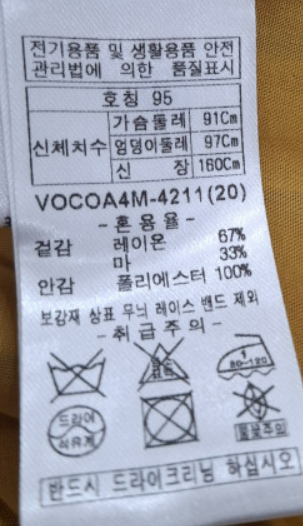 전기용품 및 생활용품 안전
관리법에 의한 품질표시
호칭 95
신체치수 가슴둘레 91Cm
엉덩이둘레 97Cm
신 장 160Cm
VOCOA4M-4211(20)
- 혼 용 율 -
겉감 레이온 67%
마 33%
안감 폴리에스터 100%
보강재 상표 무늬 레이스 밴드 제외
- 취 급 주 의 -
80~120
드라이
석유계
물세주의
반드시 드라이크리닝 하십시오